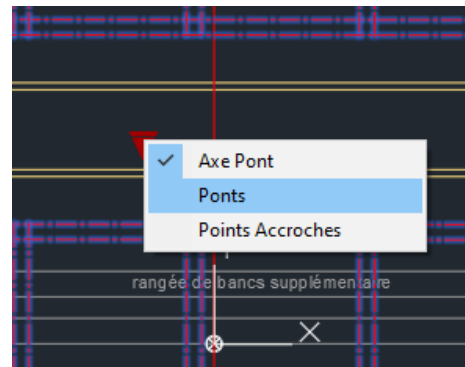 Axe Pont
Ponts
Points Accroches
rangée de bancs supplémentaire
X